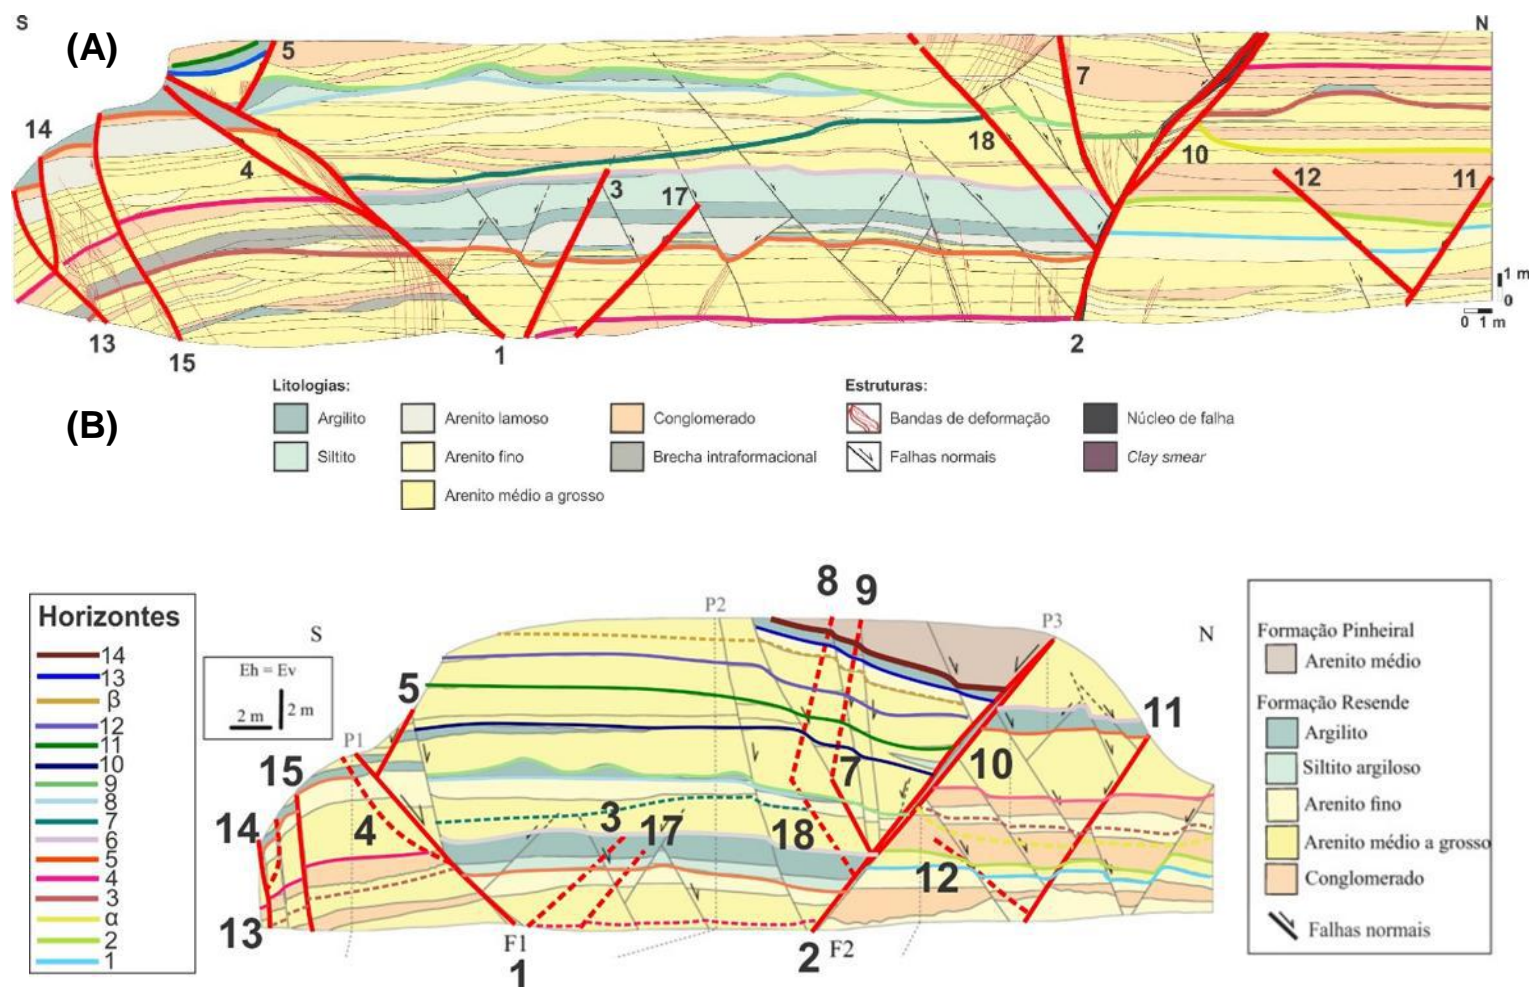 S
N
(A)
5
7
14
18
10
4
3
17
12
11
1 m
0
0 1 m
13
15
1
2
Litologias:
Argilito
Siltito
Arenito lamoso
Arenito fino
Arenito médio a grosso
Conglomerado
Brecha intraformacional
Estruturas:
Bandas de deformação
Falhas normais
Núcleo de falha
Clay smear
(B)
Horizontes
14
13
β
12
11
10
9
8
7
6
5
4
3
α
2
1
S
N
Eh = Ev
2 m
2 m
P1
P2
P3
8
9
5
15
14
4
3
17
18
7
10
11
12
13
F1
1
2
F2
Formação Pinheiral
Arenito médio
Formação Resende
Argilito
Siltito argiloso
Arenito fino
Arenito médio a grosso
Conglomerado
Falhas normais